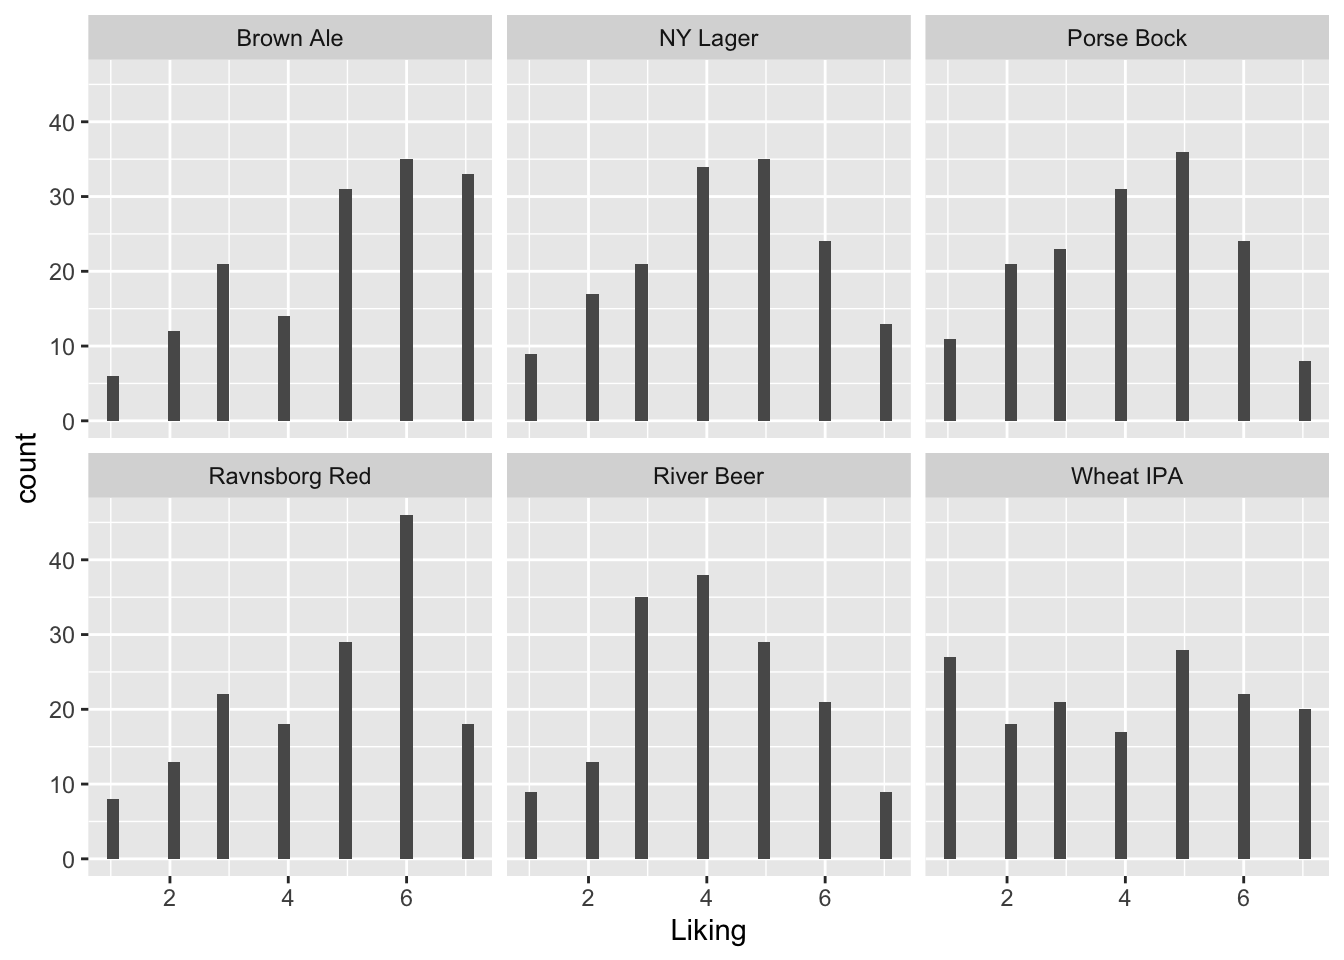 Brown Ale
NY Lager
Porse Bock
40
30
20
10
0
count
Ravnsborg Red
River Beer
Wheat IPA
40
30
20
10
0
2 4 6
2 4 6
2 4 6
Liking